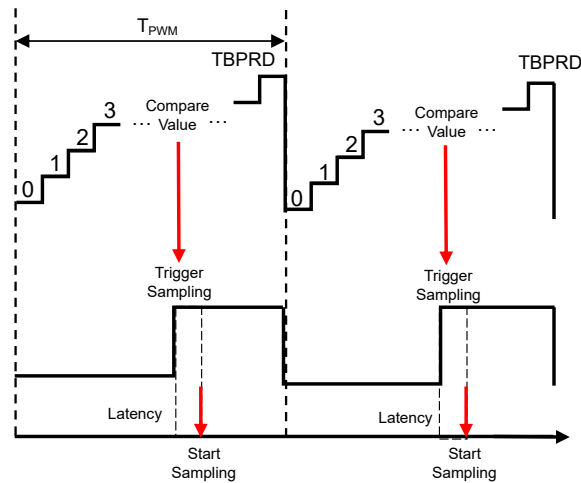 T_PWM
TBPRD
TBPRD
3
Compare
Value
...
...
2
1
0
3
Compare
Value
...
...
2
1
0
Trigger
Sampling
Trigger
Sampling
Latency
Latency
Start
Sampling
Start
Sampling